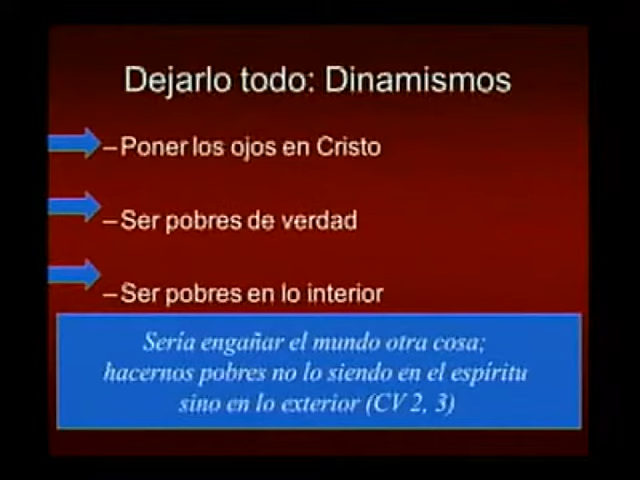 Dejarlo todo: Dinamismos
–Poner los ojos en Cristo
–Ser pobres de verdad
–Ser pobres en lo interior
Sería engañar el mundo otra cosa;
hacernos pobres no lo siendo en el espíritu
sino en lo exterior (CV 2, 3)